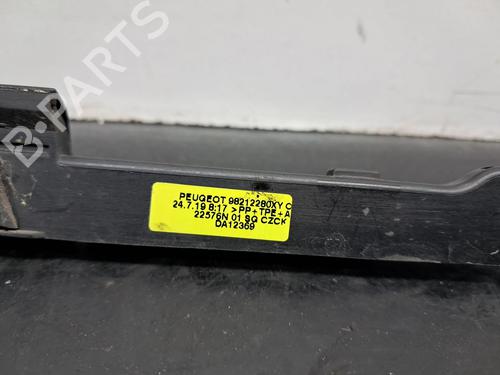 B-PARTS
PEUGEOT 98212280XY C
24.7.19 8:17 >PP+TPE+A
22576N 01 SQ CZCK
DA12369